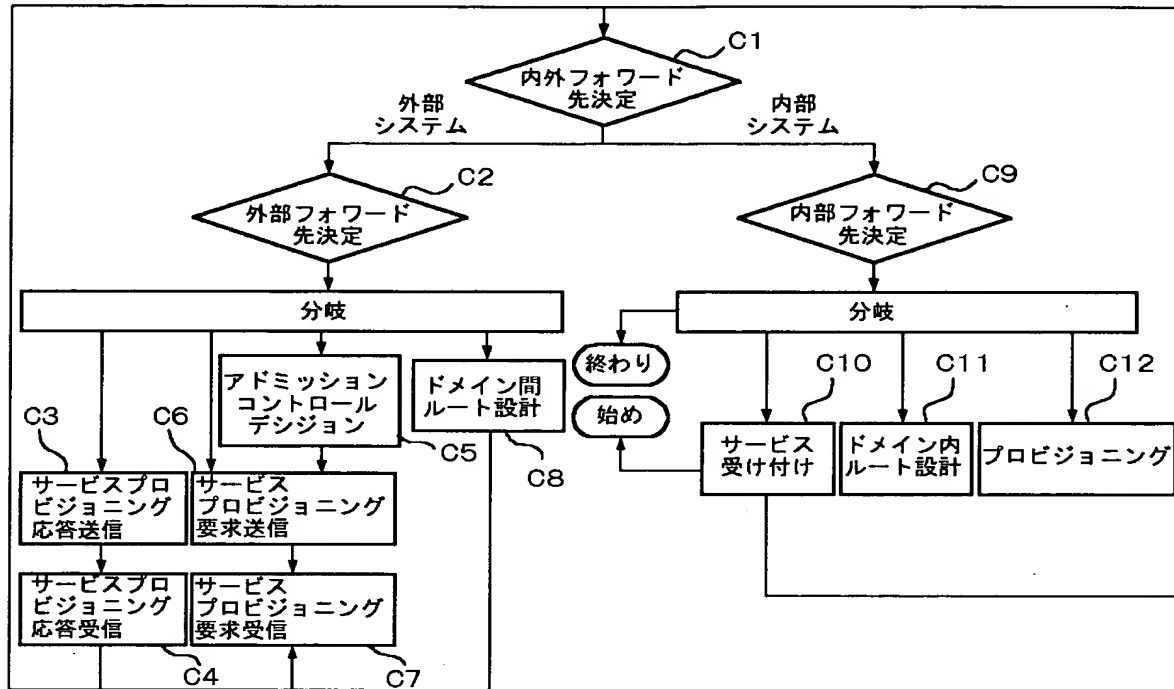 C1
内外フォワード
先決定
外部
システム
内部
システム
C2
外部フォワード
先決定
C9
内部フォワード
先決定
分岐
分岐
終わり
始め
アドミッション
コントロール
デシジョン
C5
ドメイン間
ルート設計
C8
C10
サービス
受け付け
C11
ドメイン内
ルート設計
C12
プロビジョニング
C3
サービスプロ
ビジョニング
応答送信
C6
サービス
プロビジョニング
要求送信
サービスプロ
ビジョニング
応答受信
C4
サービス
プロビジョニング
要求受信
C7